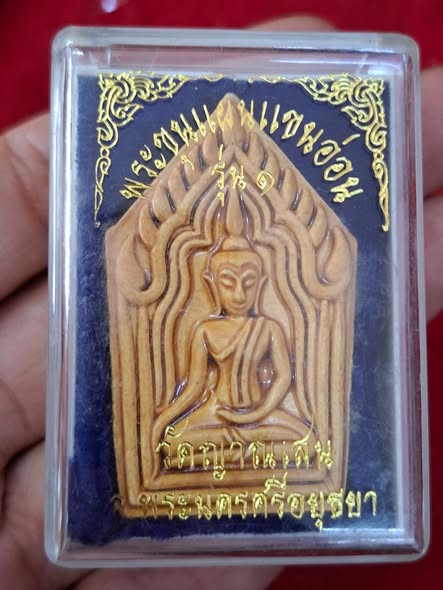 พระขุนแผนแขนอ่อน
รุ่น ๑
วัดญาณเสน
จ.พระนครศรีอยุธยา